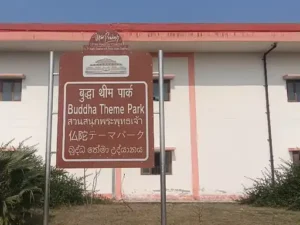 बुद्धा थीम पार्क
Buddha Theme Park
สวนสนุกพระพุทธเจ้า
仏陀テーマパーク
බුද්ධ තේමා උද්‍යානය